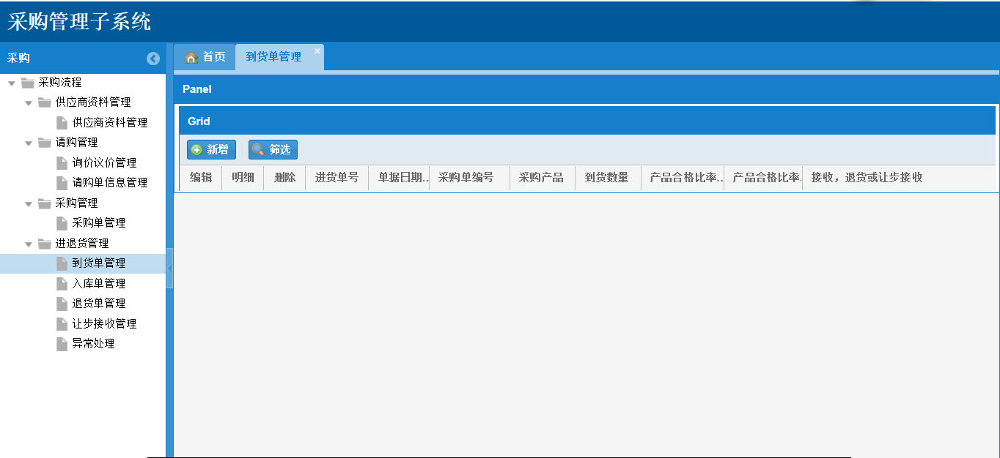 采购管理子系统
采购
首页
到货单管理
采购流程
供应商资料管理
供应商资料管理
请购管理
询价议价管理
请购单信息管理
采购管理
采购单管理
进退货管理
到货单管理
入库单管理
退货单管理
让步接收管理
异常处理
Panel
Grid
新增 筛选
编辑 明细 删除 进货单号 单据日期.. 采购单编号 采购产品 到货数量 产品合格比率.. 产品合格比率. 接收，退货或让步接收